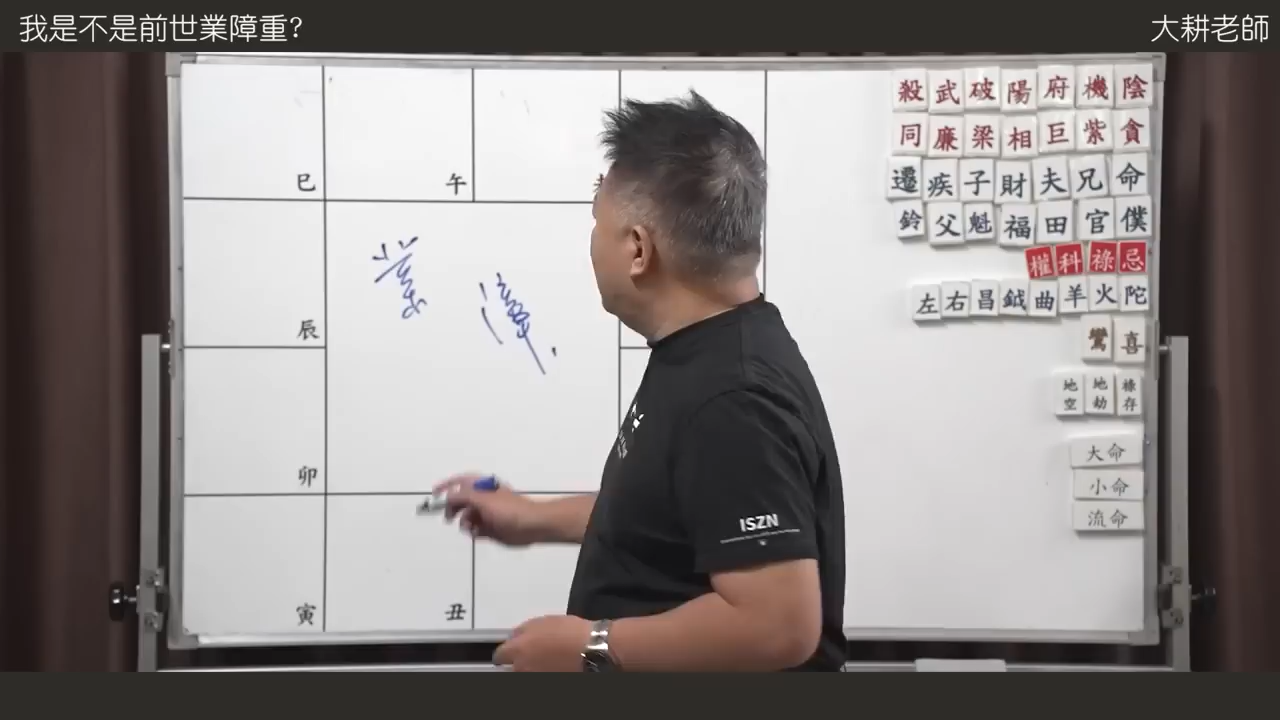 我是不是前世業障重?
大耕老師
殺武破陽府機陰
同廉梁相巨紫貪
遷疾子財夫兄命
鈴父魁福田官僕
權科祿忌
左右昌鉞曲羊火陀
鸞喜
地空 地劫 祿存
大命
小命
流命
巳
午
辰
業障.
卯
寅
丑
ISZN